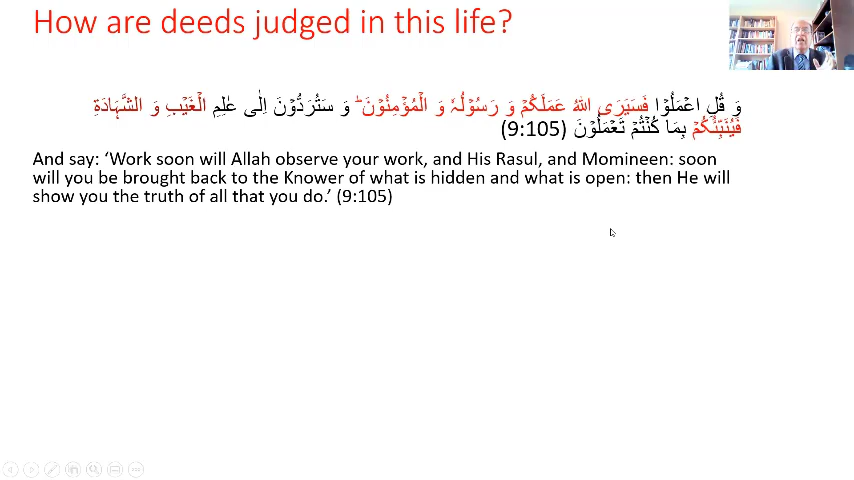 How are deeds judged in this life?
وَ قُلِ اعۡمَلُوۡا فَسَیَرَی اللّٰهُ عَمَلَکُمۡ وَ رَسُوۡلُہٗ وَ الۡمُؤۡمِنُوۡنَ ؕ وَ سَتُرَدُّوۡنَ اِلٰی عٰلِمِ الۡغَیۡبِ وَ الشَّہَادَۃِ
فَیُنَبِّئُکُمۡ بِمَا کُنۡتُمۡ تَعۡمَلُوۡنَ (9:105)
And say: ‘Work soon will Allah observe your work, and His Rasul, and Momineen: soon
will you be brought back to the Knower of what is hidden and what is open: then He will
show you the truth of all that you do.’ (9:105)